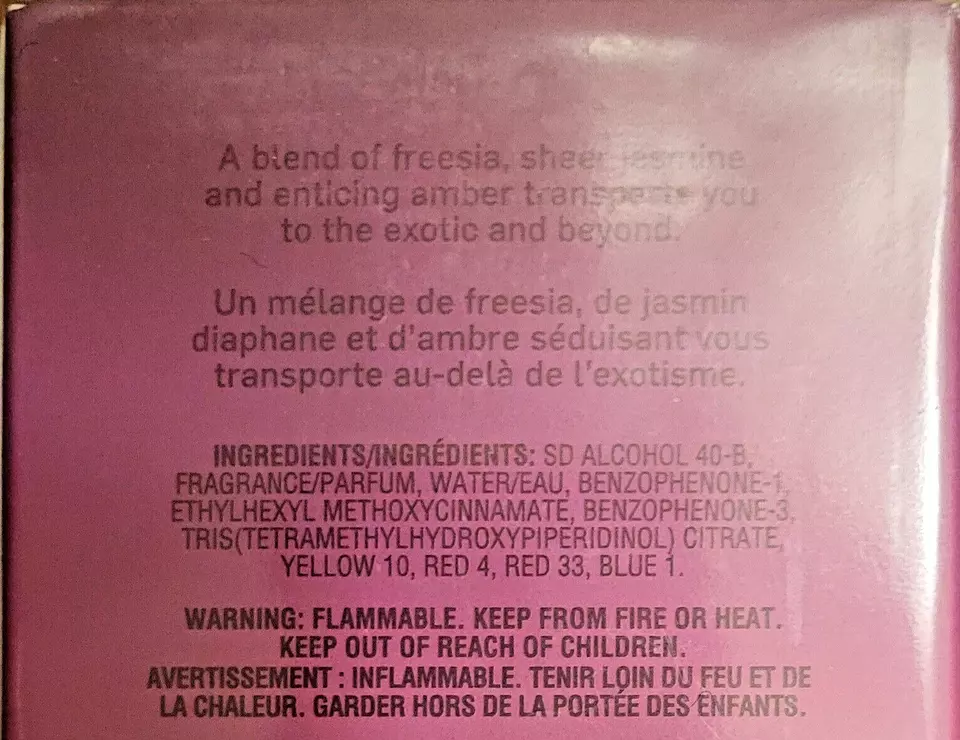 A blend of freesia, sheer jasmine
and enticing amber transports you
to the exotic and beyond.
Un mélange de freesia, de jasmin
diaphane et d'ambre séduisant vous
transporte au-delà de l'exotisme.
INGREDIENTS/INGRÉDIENTS: SD ALCOHOL 40-B,
FRAGRANCE/PARFUM, WATER/EAU, BENZOPHENONE-1,
ETHYLHEXYL METHOXYCINNAMATE, BENZOPHENONE-3,
TRIS(TETRAMETHYLHYDROXYPIPERIDINOL) CITRATE,
YELLOW 10, RED 4, RED 33, BLUE 1.
WARNING: FLAMMABLE. KEEP FROM FIRE OR HEAT.
KEEP OUT OF REACH OF CHILDREN.
AVERTISSEMENT : INFLAMMABLE. TENIR LOIN DU FEU ET DE
LA CHALEUR. GARDER HORS DE LA PORTÉE DES ENFANTS.